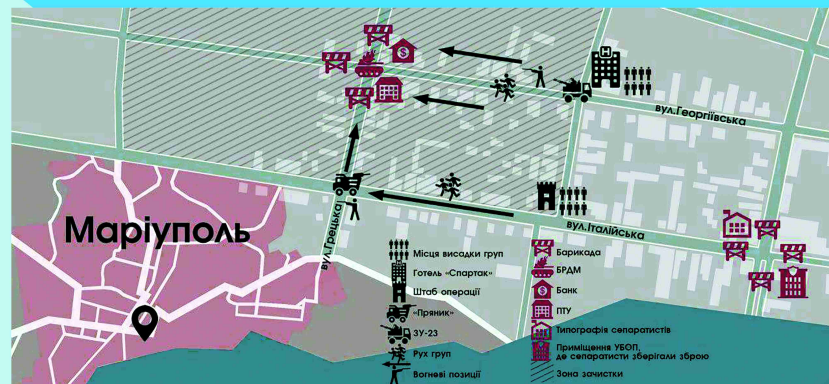 вул.Георгіївська
Маріуполь
вул.Грецька
вул.Італійська
Місця висадки груп
Готель «Спартак»
Штаб операції
«Пряник»
ЗУ-23
Рух груп
Вогневі позиції
Барикада
БРДМ
Банк
ПТУ
Типографія сепаратистів
Приміщення УБОП,
де сепаратисти зберігали зброю
Зона зачистки